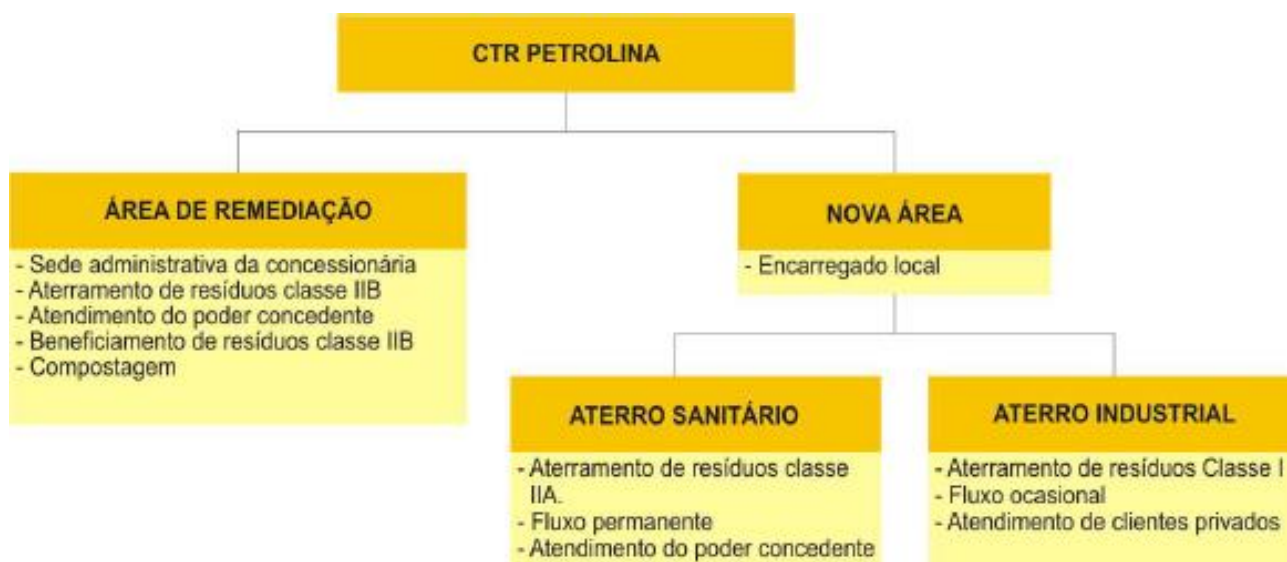 CTR PETROLINA
ÁREA DE REMEDIAÇÃO
- Sede administrativa da concessionária
- Aterramento de resíduos classe IIB
- Atendimento do poder concedente
- Beneficiamento de resíduos classe IIB
- Compostagem
NOVA ÁREA
- Encarregado local
ATERRO SANITÁRIO
- Aterramento de resíduos classe
IIA.
- Fluxo permanente
- Atendimento do poder concedente
ATERRO INDUSTRIAL
- Aterramento de resíduos Classe I
- Fluxo ocasional
- Atendimento de clientes privados